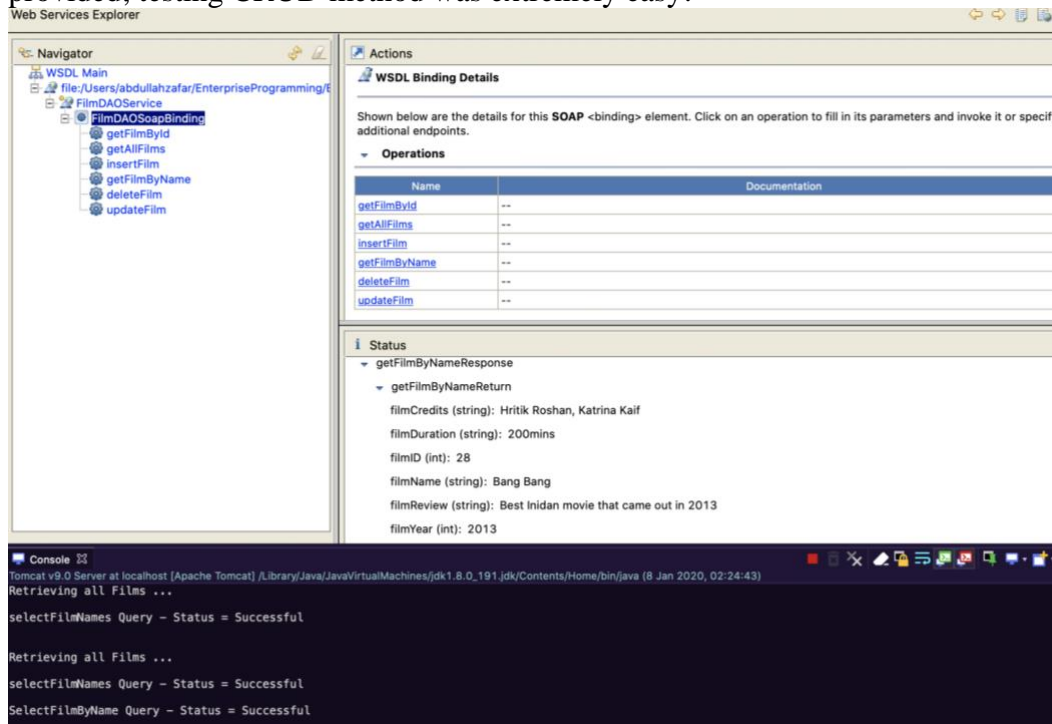 provided, testing CRUD method was extremely easy.
Web Services Explorer
Navigator
WSDL Main
file:/Users/abdullahzafar/EnterpriseProgramming/E
FilmDAOService
FilmDAOSoapBinding
getFilmById
getAllFilms
insertFilm
getFilmByName
deleteFilm
updateFilm
Actions
WSDL Binding Details
Shown below are the details for this SOAP <binding> element. Click on an operation to fill in its parameters and invoke it or specif
additional endpoints.
Operations
Name Documentation
getFilmById --
getAllFilms --
insertFilm --
getFilmByName --
deleteFilm --
updateFilm --
i Status
getFilmByNameResponse
getFilmByNameReturn
filmCredits (string): Hritik Roshan, Katrina Kaif
filmDuration (string): 200mins
filmID (int): 28
filmName (string): Bang Bang
filmReview (string): Best Inidan movie that came out in 2013
filmYear (int): 2013
Console
Tomcat v9.0 Server at localhost [Apache Tomcat] /Library/Java/JavaVirtualMachines/jdk1.8.0_191.jdk/Contents/Home/bin/java (8 Jan 2020, 02:24:43)
Retrieving all Films ...
selectFilmNames Query – Status = Successful
Retrieving all Films ...
selectFilmNames Query – Status = Successful
SelectFilmByName Query – Status = Successful